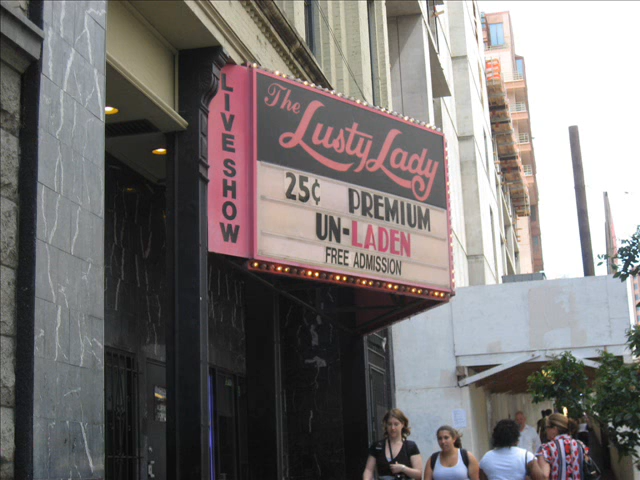 LIVE SHOW
The
Lusty Lady
25¢ PREMIUM
UN-LADEN
FREE ADMISSION